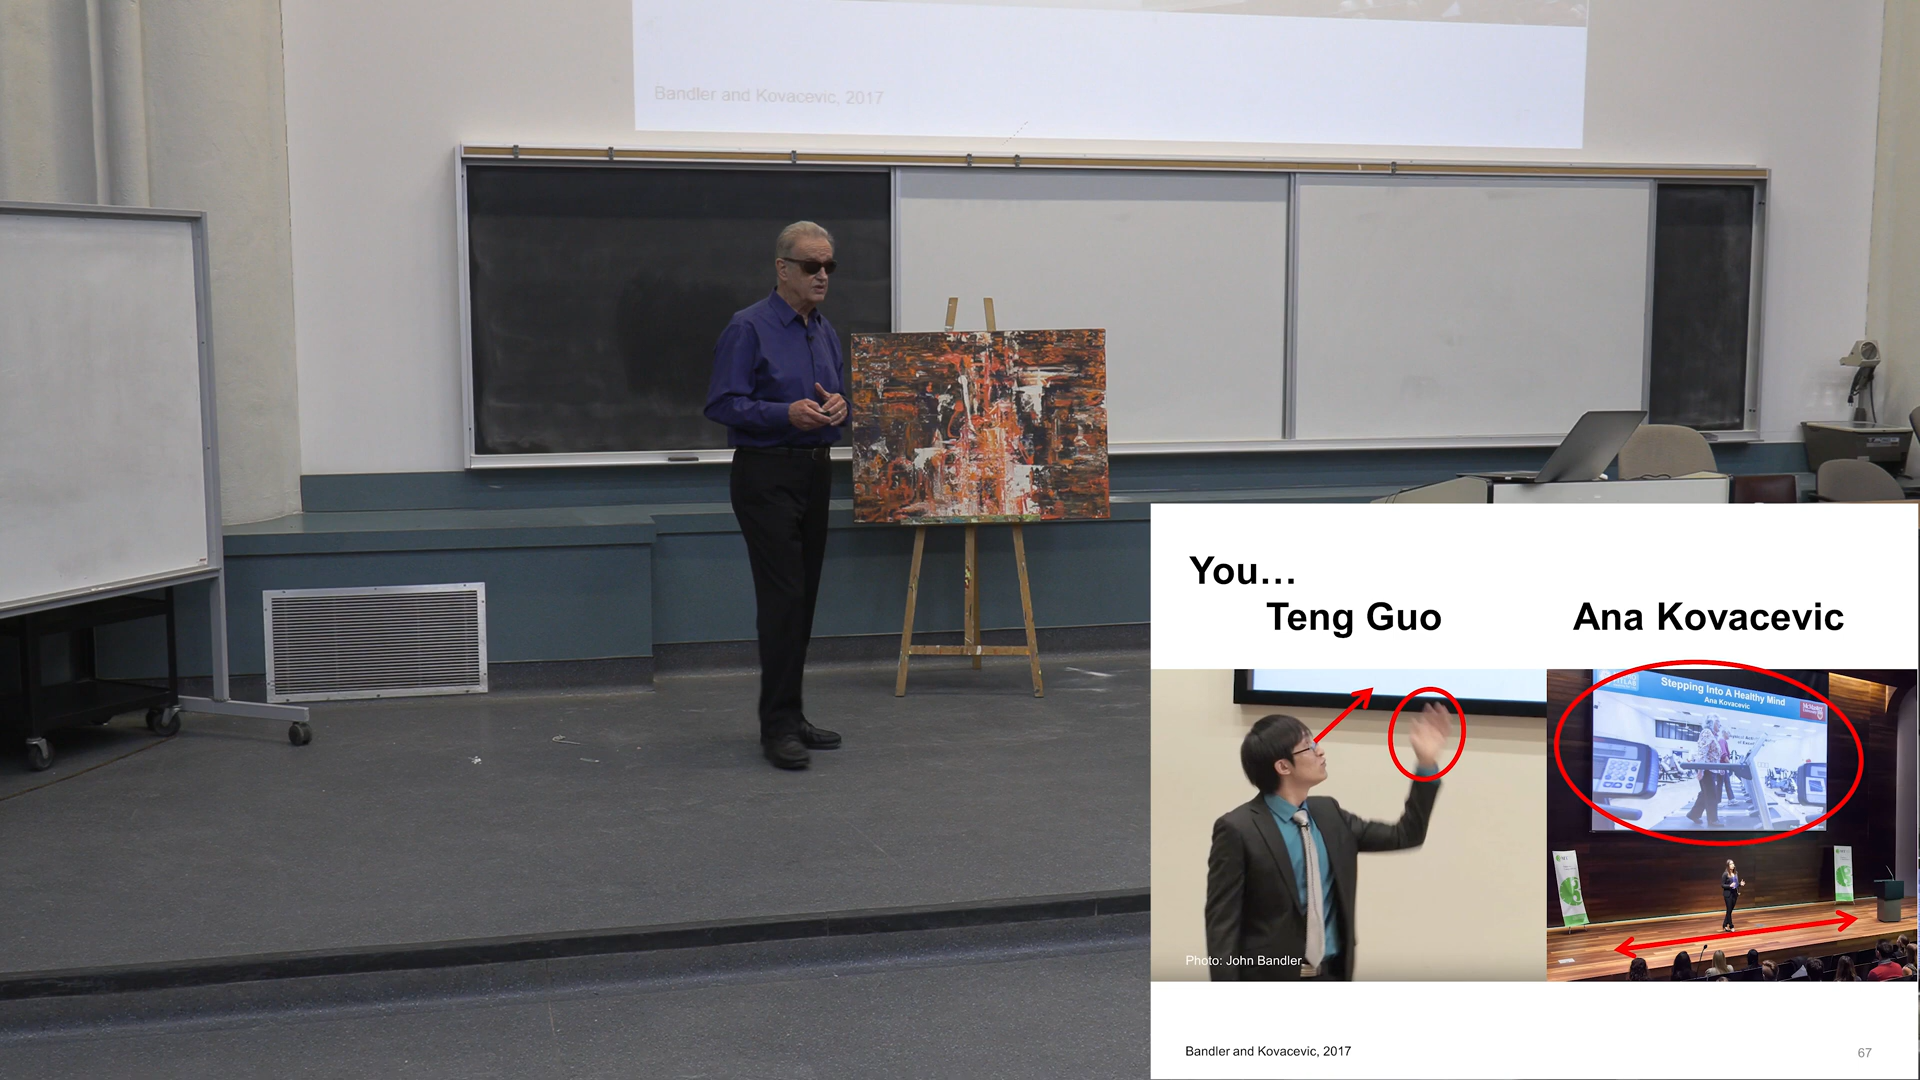 Bandler and Kovacevic, 2017
You…
Teng Guo
Ana Kovacevic
Stepping Into A Healthy Mind
Ana Kovacevic
Photo: John Bandler
Bandler and Kovacevic, 2017
67